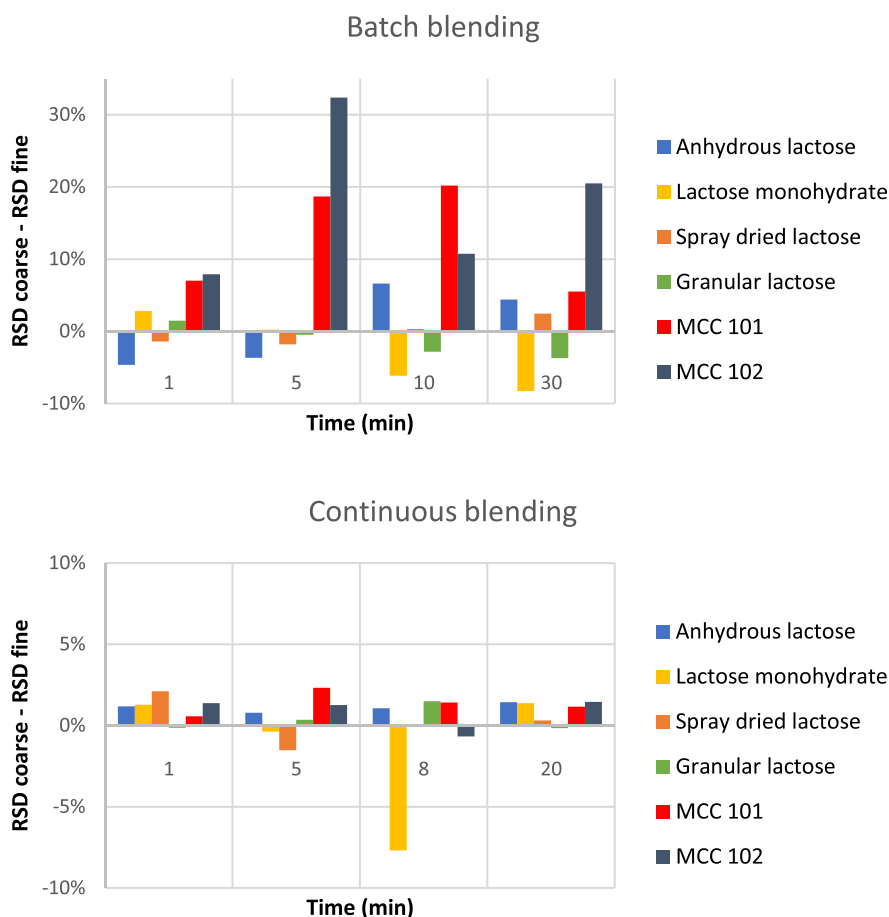 Batch blending
30%
20%
10%
0%
-10%
RSD coarse - RSD fine
1 5 10 30
Time (min)
Anhydrous lactose
Lactose monohydrate
Spray dried lactose
Granular lactose
MCC 101
MCC 102
Continuous blending
10%
5%
0%
-5%
-10%
RSD coarse - RSD fine
1 5 8 20
Time (min)
Anhydrous lactose
Lactose monohydrate
Spray dried lactose
Granular lactose
MCC 101
MCC 102